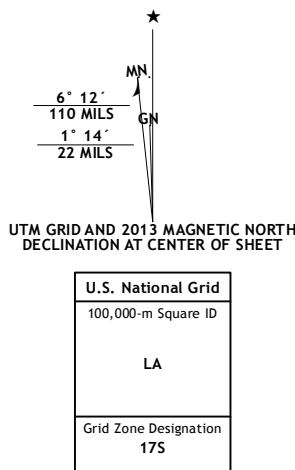 ★
MN
GN
6° 12´
110 MILS
1° 14´
22 MILS
UTM GRID AND 2013 MAGNETIC NORTH
DECLINATION AT CENTER OF SHEET
U.S. National Grid
100,000-m Square ID
LA
Grid Zone Designation
17S